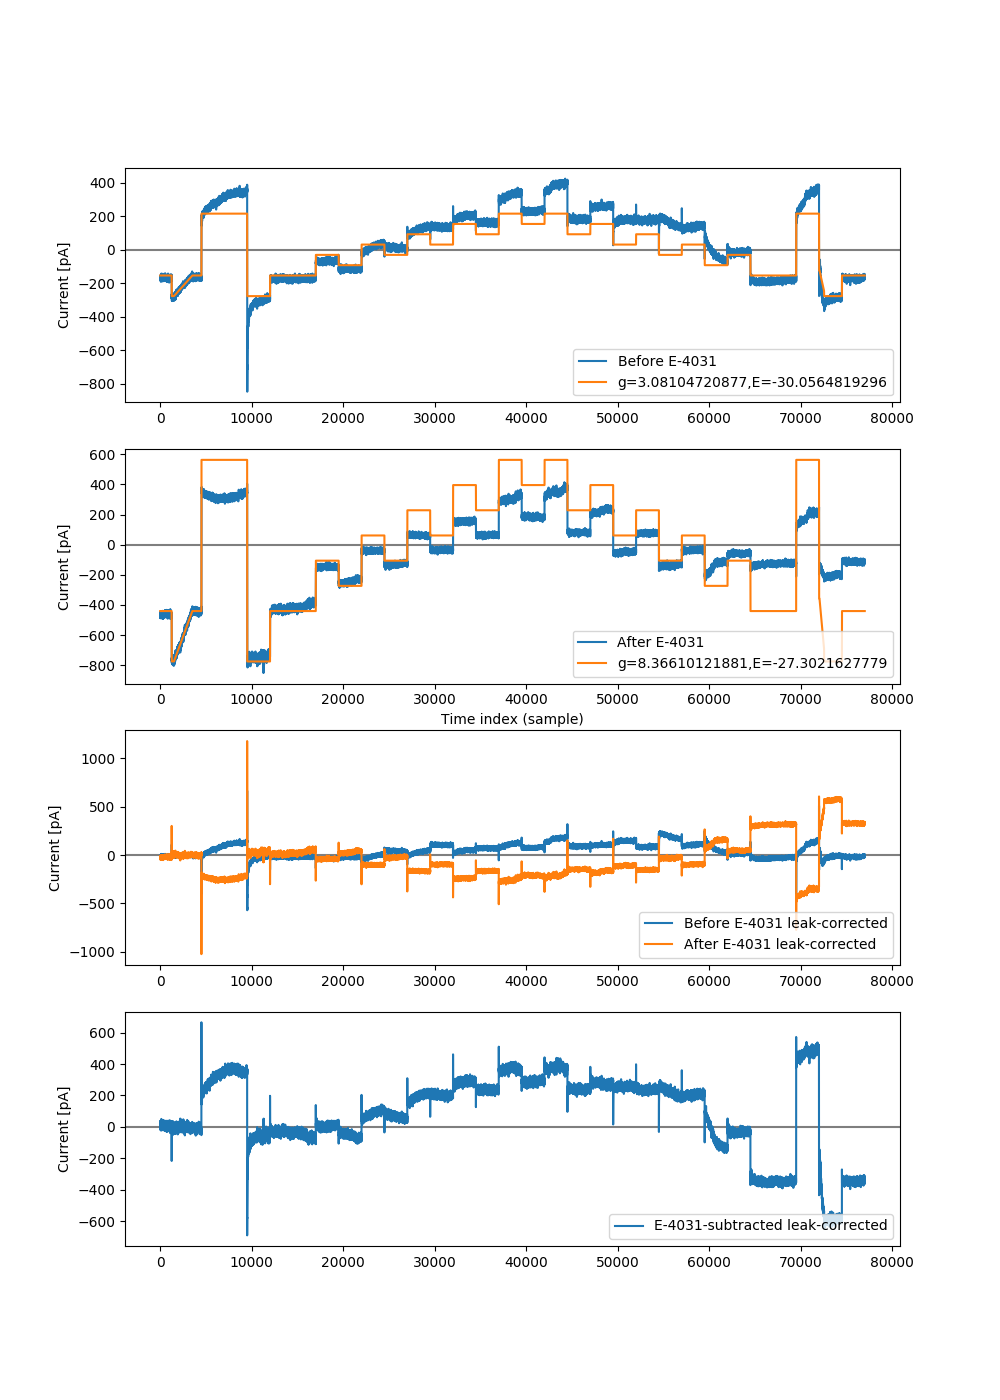 400
200
0
−200
−400
−600
−800
Current [pA]
Before E-4031
g=3.08104720877,E=-30.0564819296
0 10000 20000 30000 40000 50000 60000 70000 80000
600
400
200
0
−200
−400
−600
−800
Current [pA]
After E-4031
g=8.36610121881,E=-27.3021627779
0 10000 20000 30000 40000 50000 60000 70000 80000
Time index (sample)
1000
500
0
−500
−1000
Current [pA]
Before E-4031 leak-corrected
After E-4031 leak-corrected
0 10000 20000 30000 40000 50000 60000 70000 80000
600
400
200
0
−200
−400
−600
Current [pA]
E-4031-subtracted leak-corrected
0 10000 20000 30000 40000 50000 60000 70000 80000